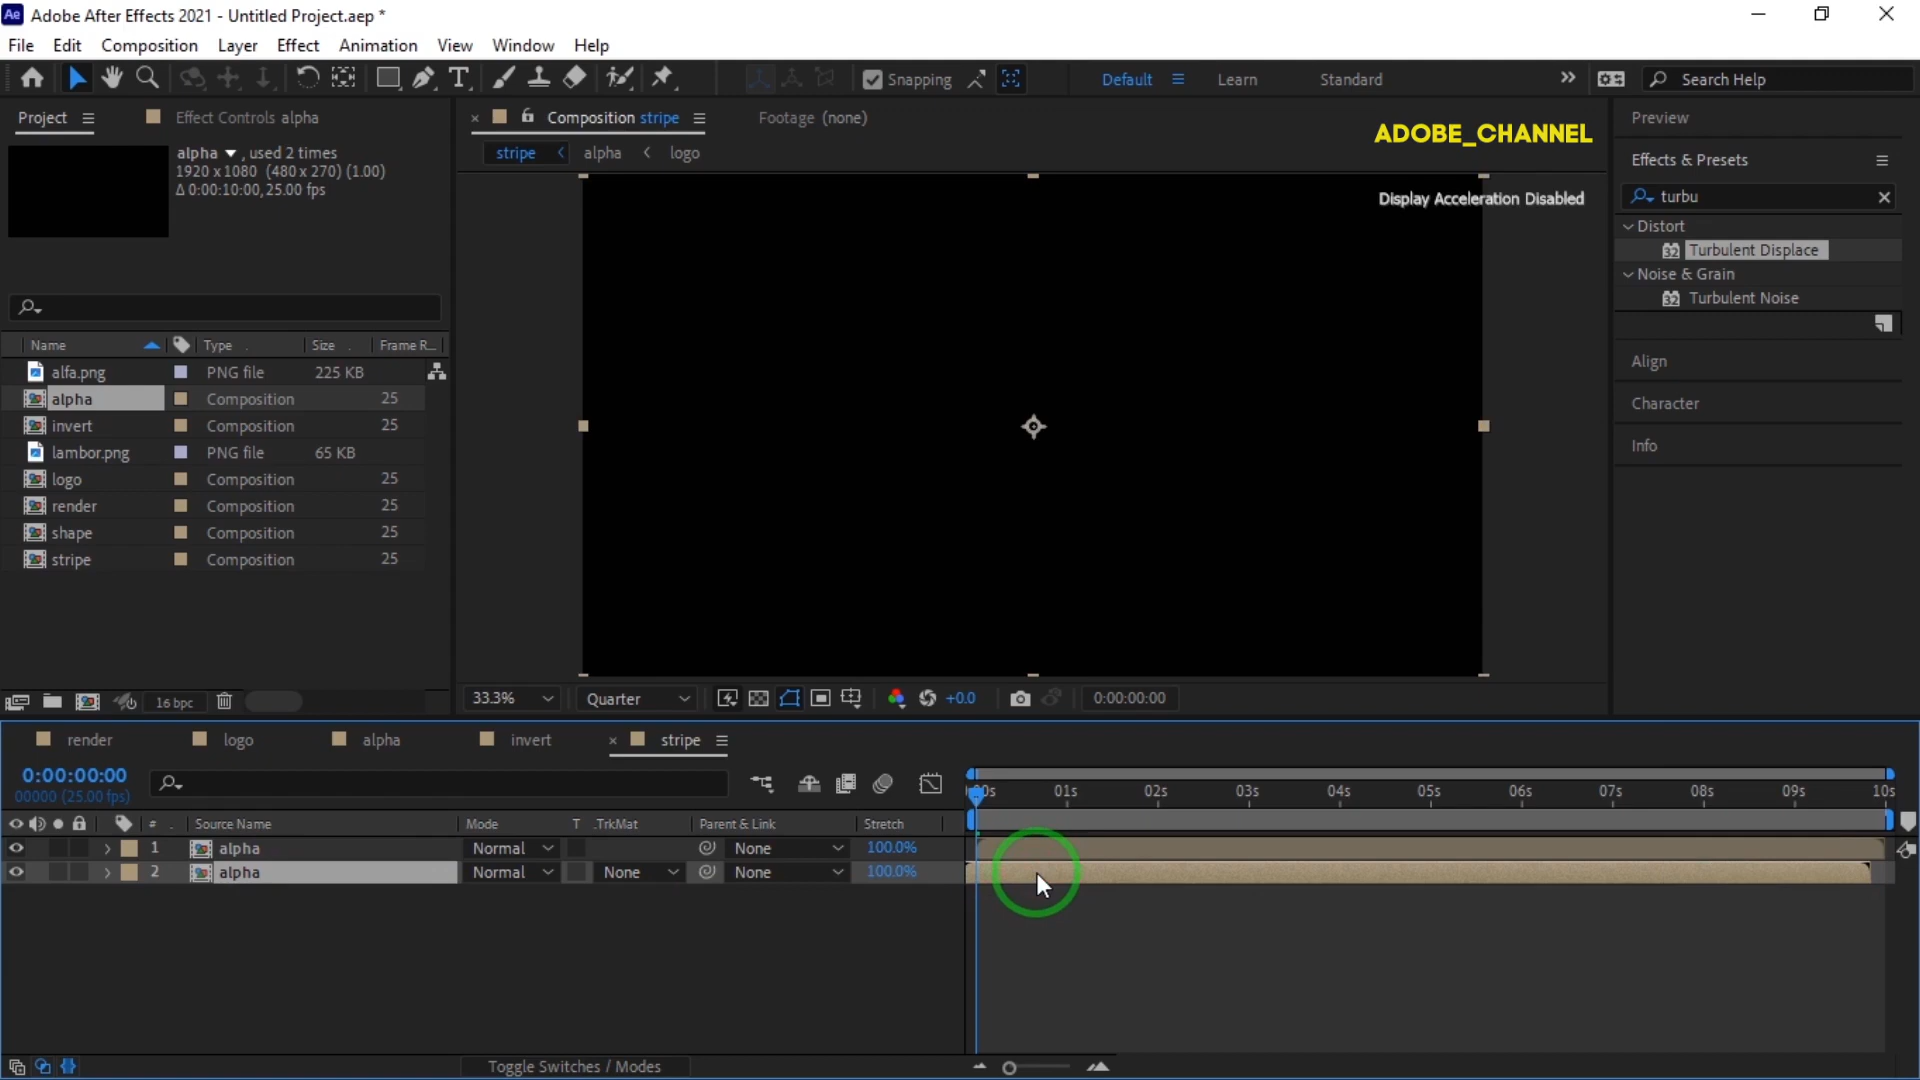 Ae Adobe After Effects 2021 - Untitled Project.aep *
File Edit Composition Layer Effect Animation View Window Help
Snapping Default Learn Standard Search Help
Project Effect Controls alpha Composition stripe Footage (none) Preview
ADOBE_CHANNEL
alpha , used 2 times
1920 x 1080 (480 x 270) (1.00)
Δ 0:00:10:00, 25.00 fps
stripe alpha logo
Effects & Presets
Display Acceleration Disabled
turbu
Distort
32 Turbulent Displace
Noise & Grain
32 Turbulent Noise
Align
Character
Info
Name Type Size Frame R...
alfa.png PNG file 225 KB
alpha Composition 25
invert Composition 25
lambor.png PNG file 65 KB
logo Composition 25
render Composition 25
shape Composition 25
stripe Composition 25
16 bpc
33.3% Quarter +0.0 0:00:00:00
render logo alpha invert stripe
0:00:00:00
00000 (25.00 fps)
00s 01s 02s 03s 04s 05s 06s 07s 08s 09s 10s
# Source Name Mode T .TrkMat Parent & Link Stretch
1 alpha Normal None 100.0%
2 alpha Normal None None 100.0%
Toggle Switches / Modes